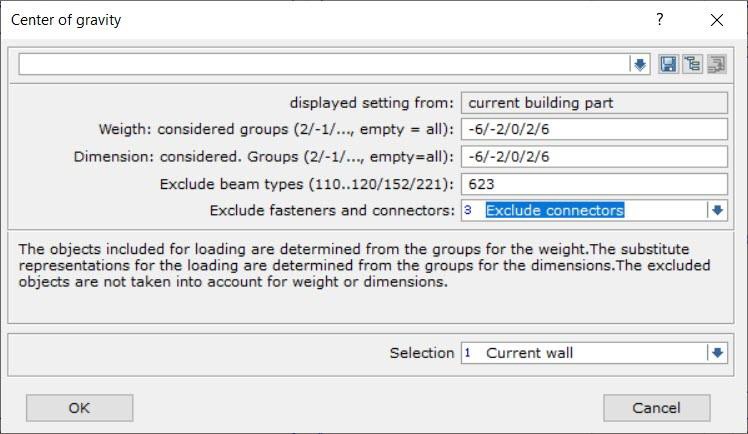 Center of gravity
displayed setting from: current building part
Weigth: considered groups (2/-1/..., empty = all): -6/-2/0/2/6
Dimension: considered. Groups (2/-1/..., empty=all): -6/-2/0/2/6
Exclude beam types (110..120/152/221): 623
Exclude fasteners and connectors: 3 Exclude connectors
The objects included for loading are determined from the groups for the weight.The substitute
representations for the loading are determined from the groups for the dimensions.The excluded
objects are not taken into account for weight or dimensions.
Selection 1 Current wall
OK Cancel